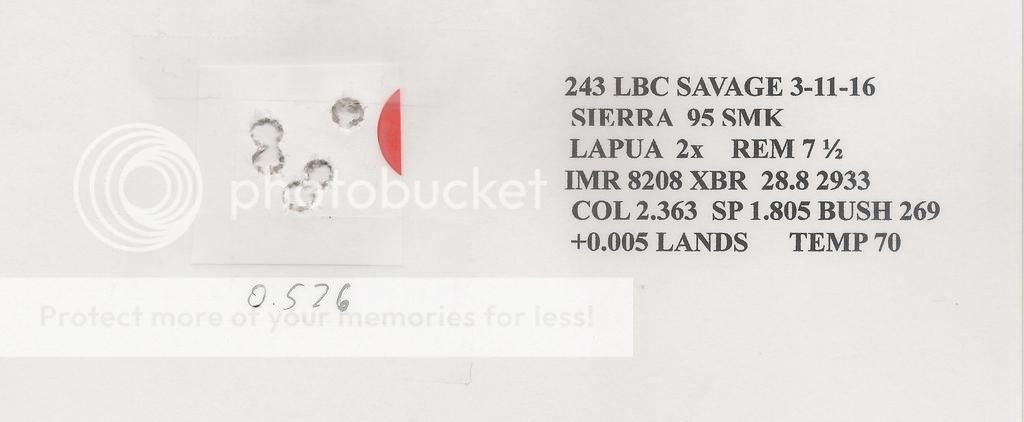 243 LBC SAVAGE 3-11-16
SIERRA 95 SMK
LAPUA 2x REM 7 ½
IMR 8208 XBR 28.8 2933
COL 2.363 SP 1.805 BUSH 269
+0.005 LANDS TEMP 70
photobucket
0.576
Protect more of your memories for less!